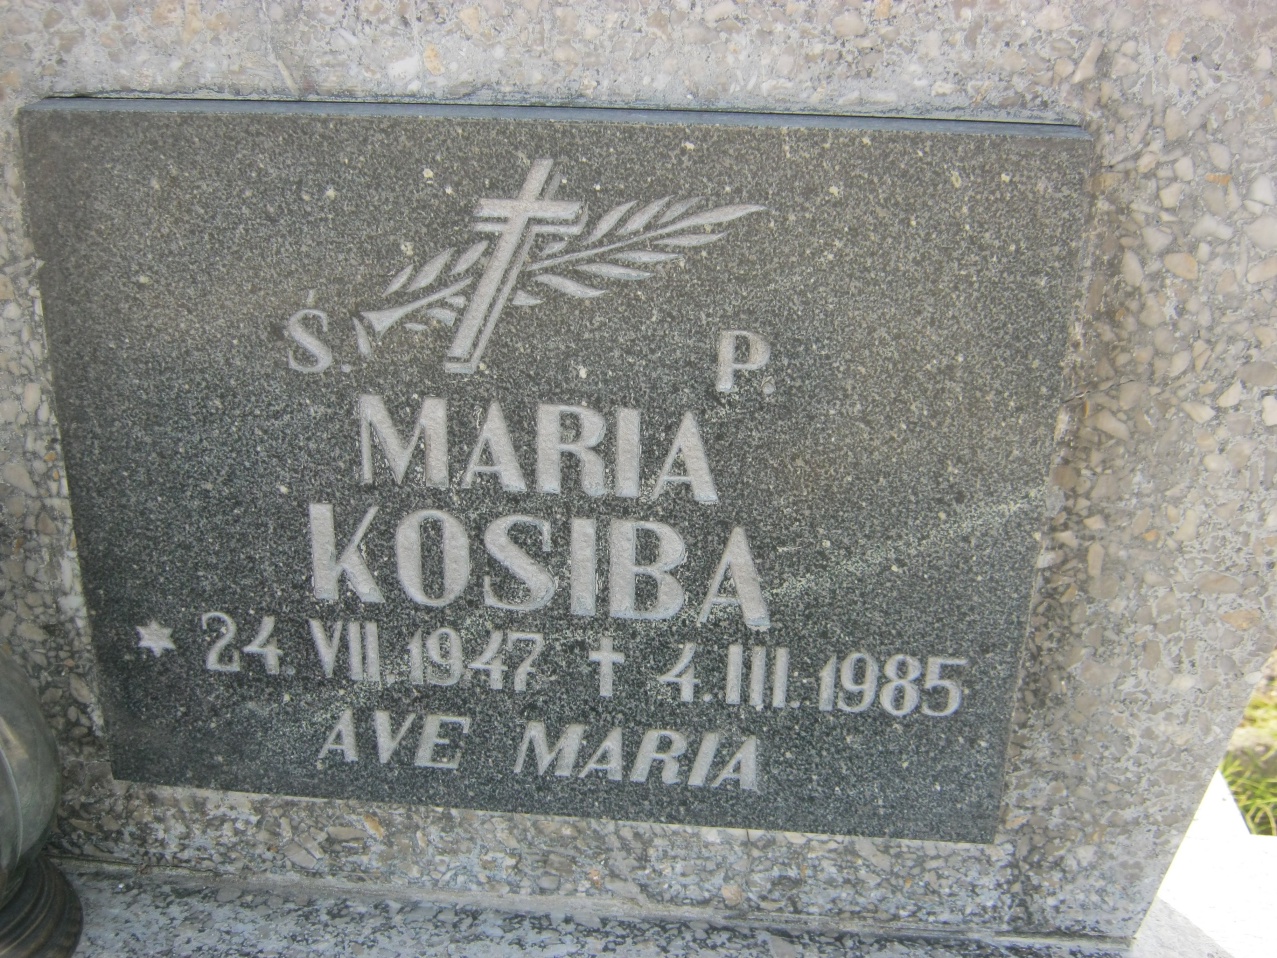 Ś. P.
MARIA
KOSIBA
24. VII. 1947 4. III. 1985
AVE MARIA